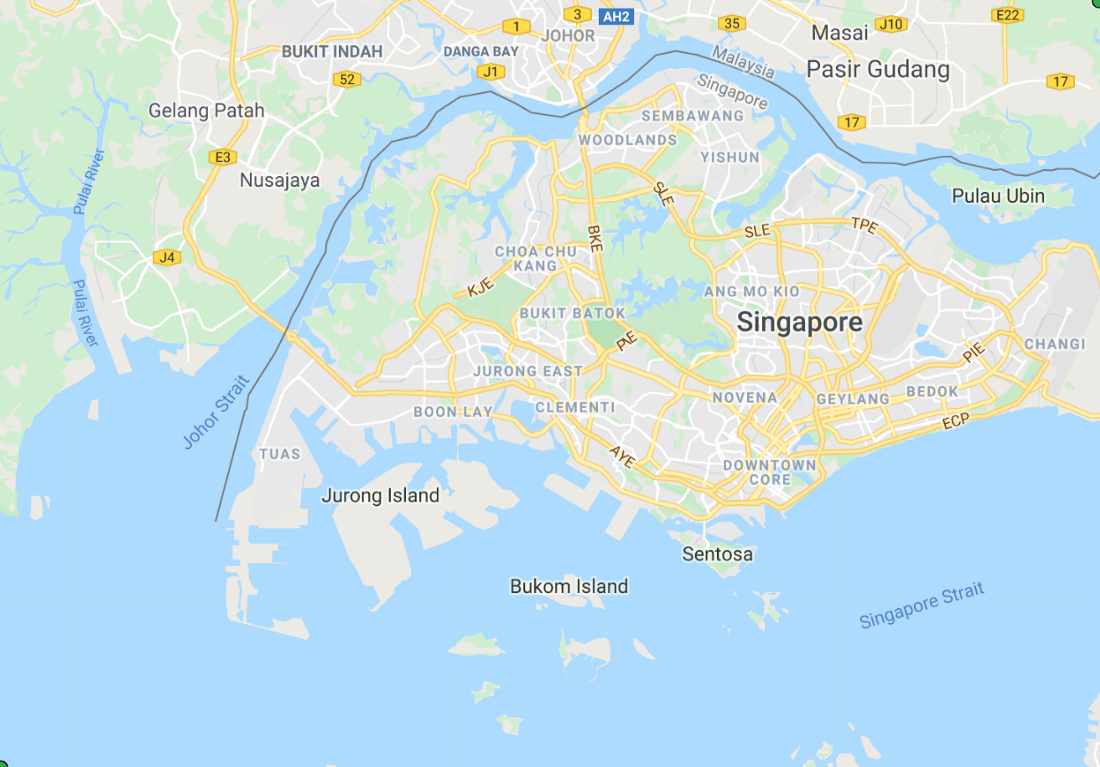 1
3
AH2
35
J10
E22
JOHOR
Masai
BUKIT INDAH
DANGA BAY
J1
52
Malaysia
Pasir Gudang
17
Singapore
Gelang Patah
SEMBAWANG
17
WOODLANDS
E3
YISHUN
Pulai River
Nusajaya
SLE
Pulau Ubin
BKE
SLE
TPE
J4
CHOA CHU
KANG
KJE
ANG MO KIO
Pulai River
BUKIT BATOK
Singapore
PIE
PIE
CHANGI
JURONG EAST
Johor Strait
BOON LAY
CLEMENTI
NOVENA
GEYLANG
BEDOK
ECP
TUAS
AYE
DOWNTOWN
CORE
Jurong Island
Sentosa
Bukom Island
Singapore Strait